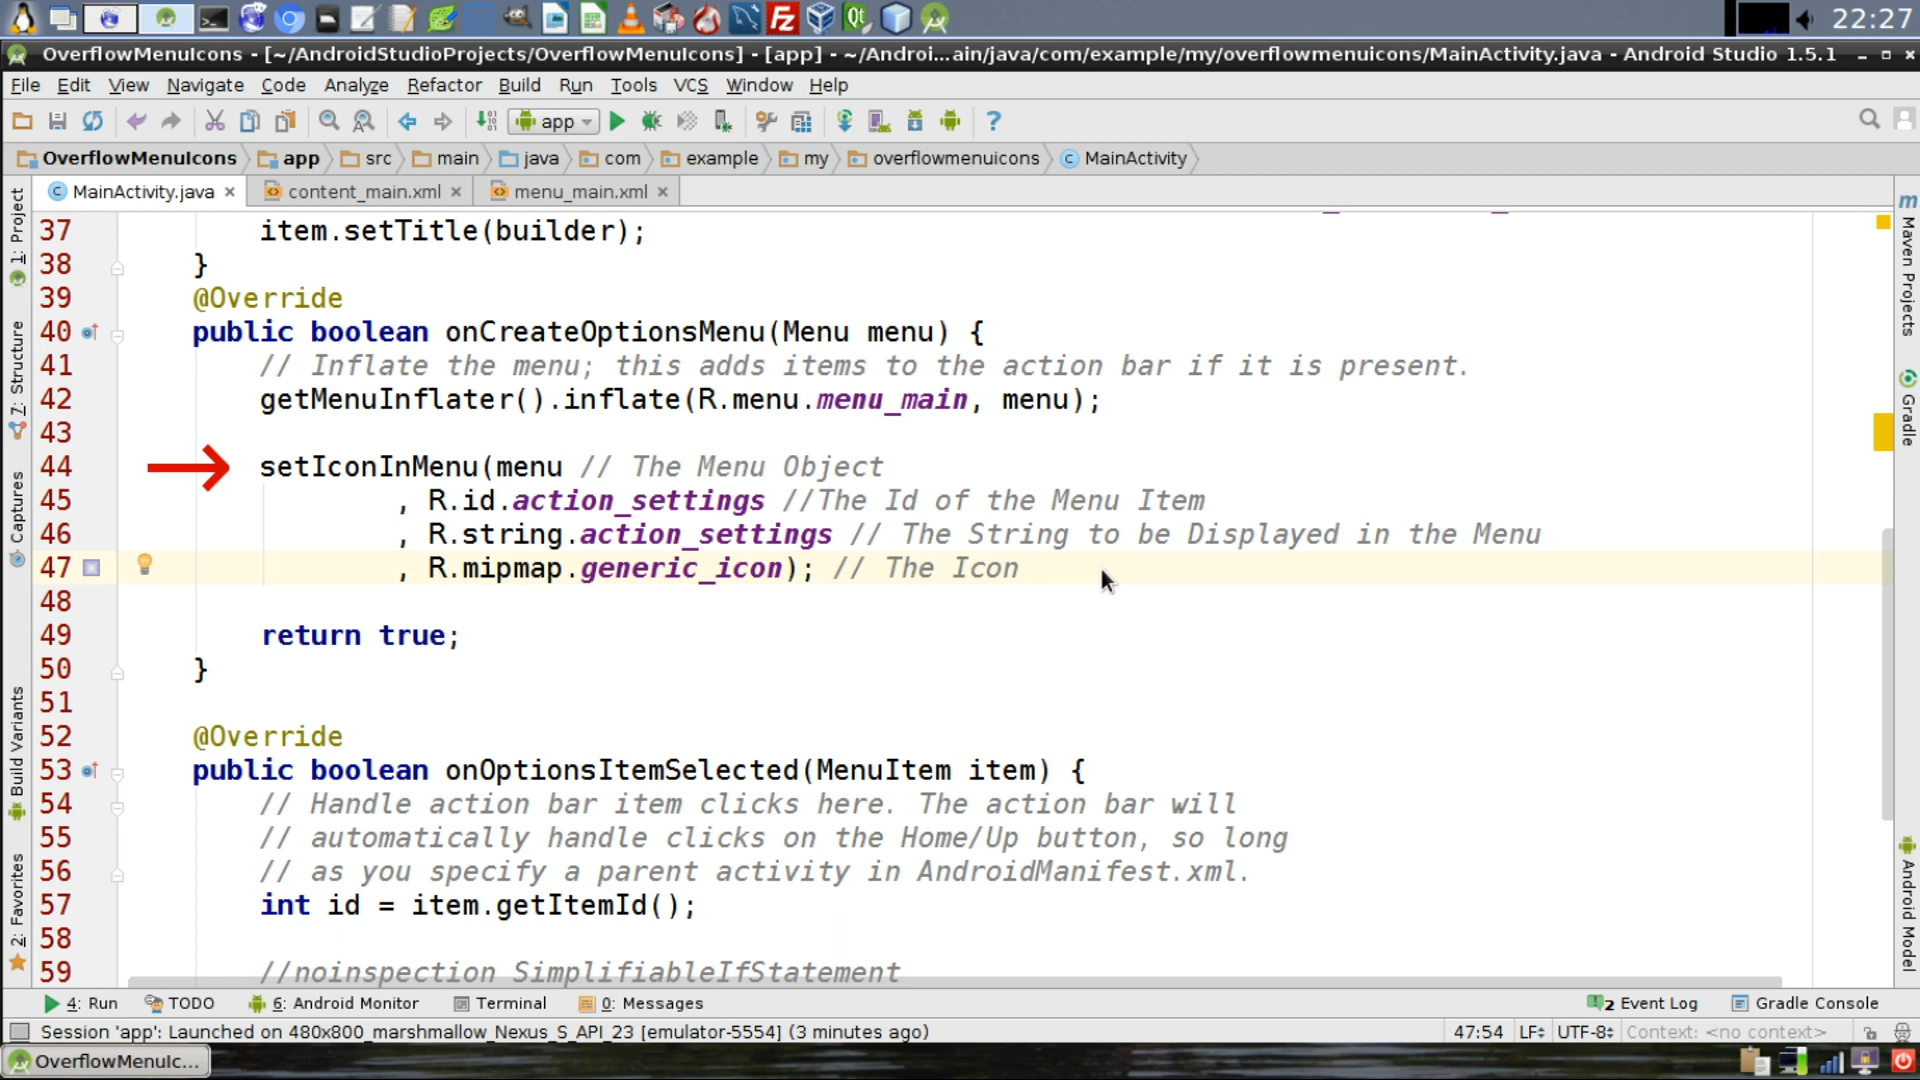 22:27
OverflowMenuIcons - [~/AndroidStudioProjects/OverflowMenuIcons] - [app] - ~/Androi...ain/java/com/example/my/overflowmenuicons/MainActivity.java - Android Studio 1.5.1
File Edit View Navigate Code Analyze Refactor Build Run Tools VCS Window Help
app
OverflowMenuIcons app src main java com example my overflowmenuicons MainActivity
MainActivity.java content_main.xml menu_main.xml
1: Project
7: Structure
Captures
Build Variants
2: Favorites
37 item.setTitle(builder);
38 }
39 @Override
40 public boolean onCreateOptionsMenu(Menu menu) {
41 // Inflate the menu; this adds items to the action bar if it is present.
42 getMenuInflater().inflate(R.menu.menu_main, menu);
43
44 setIconInMenu(menu // The Menu Object
45 , R.id.action_settings //The Id of the Menu Item
46 , R.string.action_settings // The String to be Displayed in the Menu
47 , R.mipmap.generic_icon); // The Icon
48
49 return true;
50 }
51
52 @Override
53 public boolean onOptionsItemSelected(MenuItem item) {
54 // Handle action bar item clicks here. The action bar will
55 // automatically handle clicks on the Home/Up button, so long
56 // as you specify a parent activity in AndroidManifest.xml.
57 int id = item.getItemId();
58
59 //noinspection SimplifiableIfStatement
Maven Projects
Gradle
Android Model
4: Run TODO 6: Android Monitor Terminal 0: Messages 2 Event Log Gradle Console
Session 'app': Launched on 480x800_marshmallow_Nexus_S_API_23 [emulator-5554] (3 minutes ago) 47:54 LF UTF-8 Context: <no context>
OverflowMenuIc...